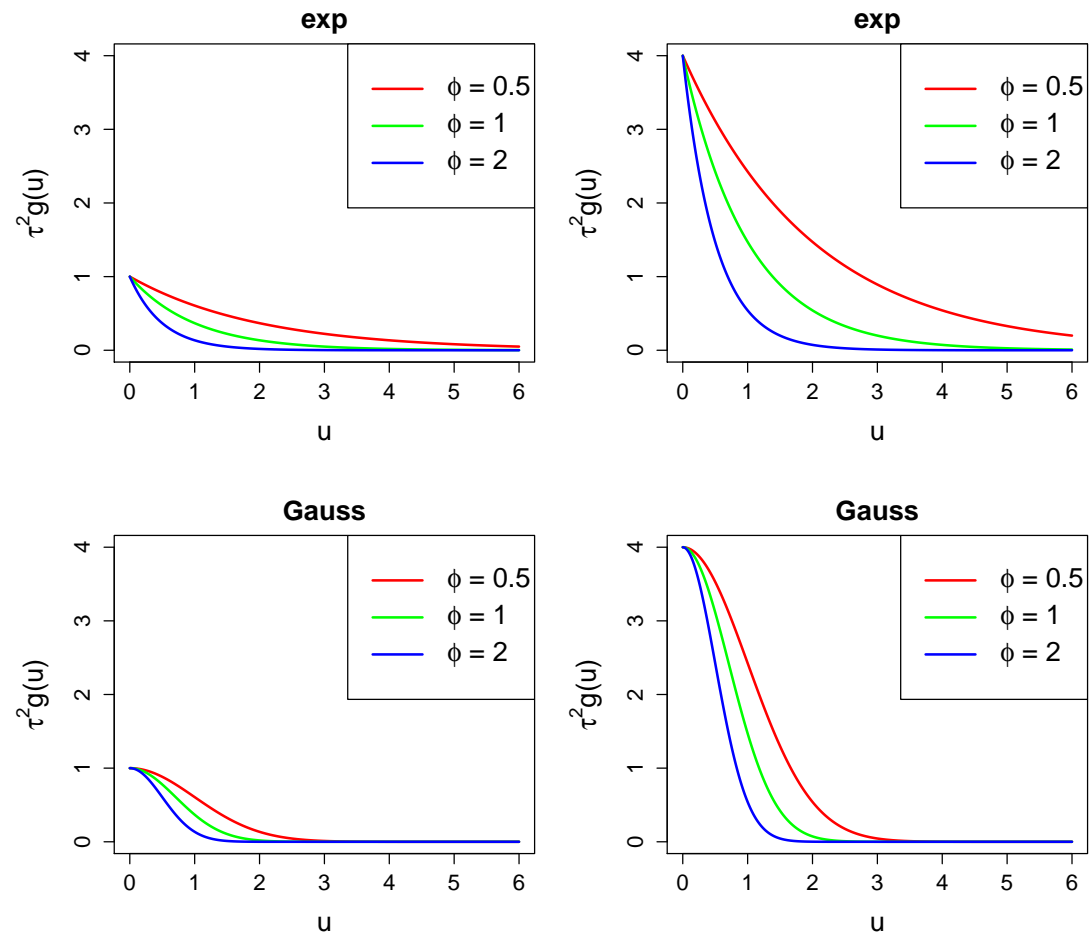 exp
τ²g(u)
4
3
2
1
0
ϕ = 0.5
ϕ = 1
ϕ = 2
0 1 2 3 4 5 6
u
exp
τ²g(u)
4
3
2
1
0
ϕ = 0.5
ϕ = 1
ϕ = 2
0 1 2 3 4 5 6
u
Gauss
τ²g(u)
4
3
2
1
0
ϕ = 0.5
ϕ = 1
ϕ = 2
0 1 2 3 4 5 6
u
Gauss
τ²g(u)
4
3
2
1
0
ϕ = 0.5
ϕ = 1
ϕ = 2
0 1 2 3 4 5 6
u